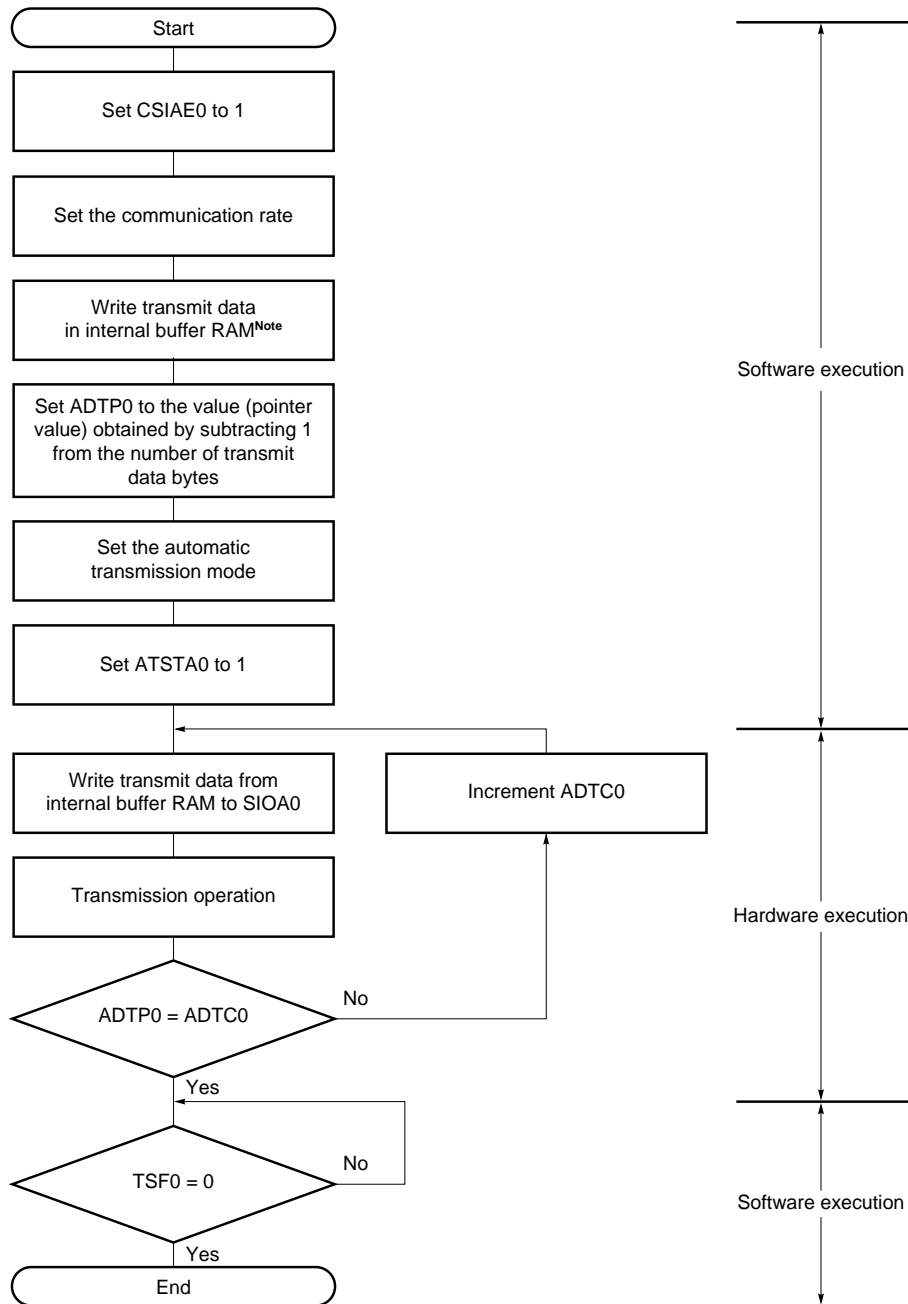 Start
Set CSIAE0 to 1
Set the communication rate
Write transmit data
in internal buffer RAMNote
Software execution
Set ADTP0 to the value (pointer
value) obtained by subtracting 1
from the number of transmit
data bytes
Set the automatic
transmission mode
Set ATSTA0 to 1
Write transmit data from
internal buffer RAM to SIOA0
Increment ADTC0
Transmission operation
Hardware execution
ADTP0 = ADTC0
No
Yes
TSF0 = 0
No
Software execution
Yes
End